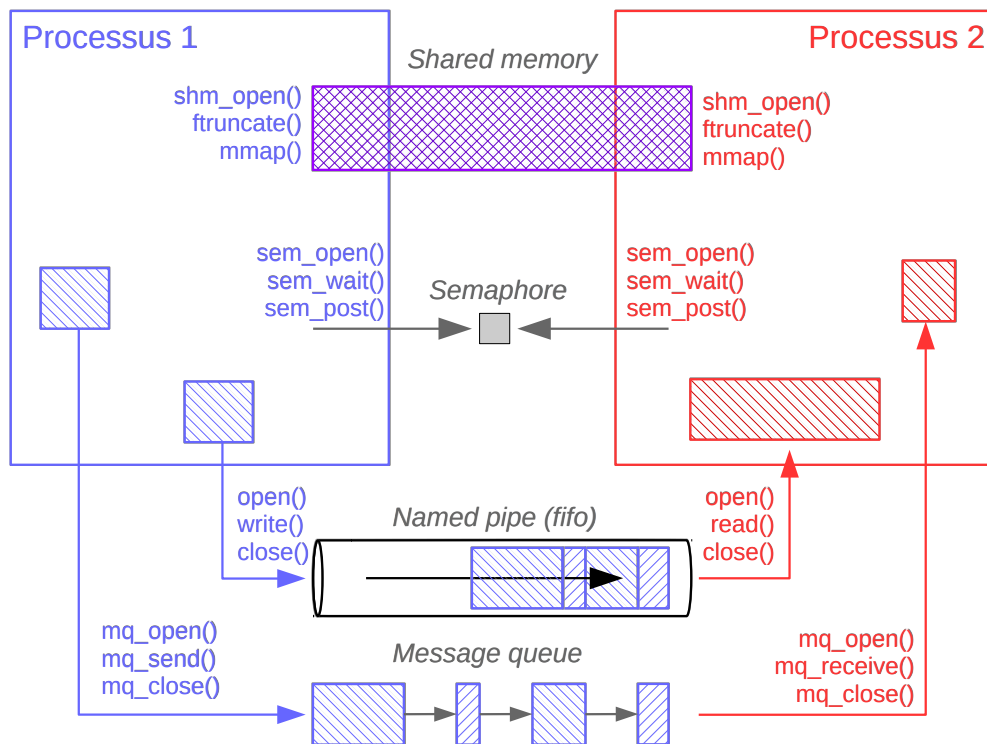 Processus 1
Processus 2
Shared memory
shm_open()
ftruncate()
mmap()
shm_open()
ftruncate()
mmap()
sem_open()
sem_wait()
sem_post()
Semaphore
sem_open()
sem_wait()
sem_post()
open()
write()
close()
Named pipe (fifo)
open()
read()
close()
mq_open()
mq_send()
mq_close()
Message queue
mq_open()
mq_receive()
mq_close()